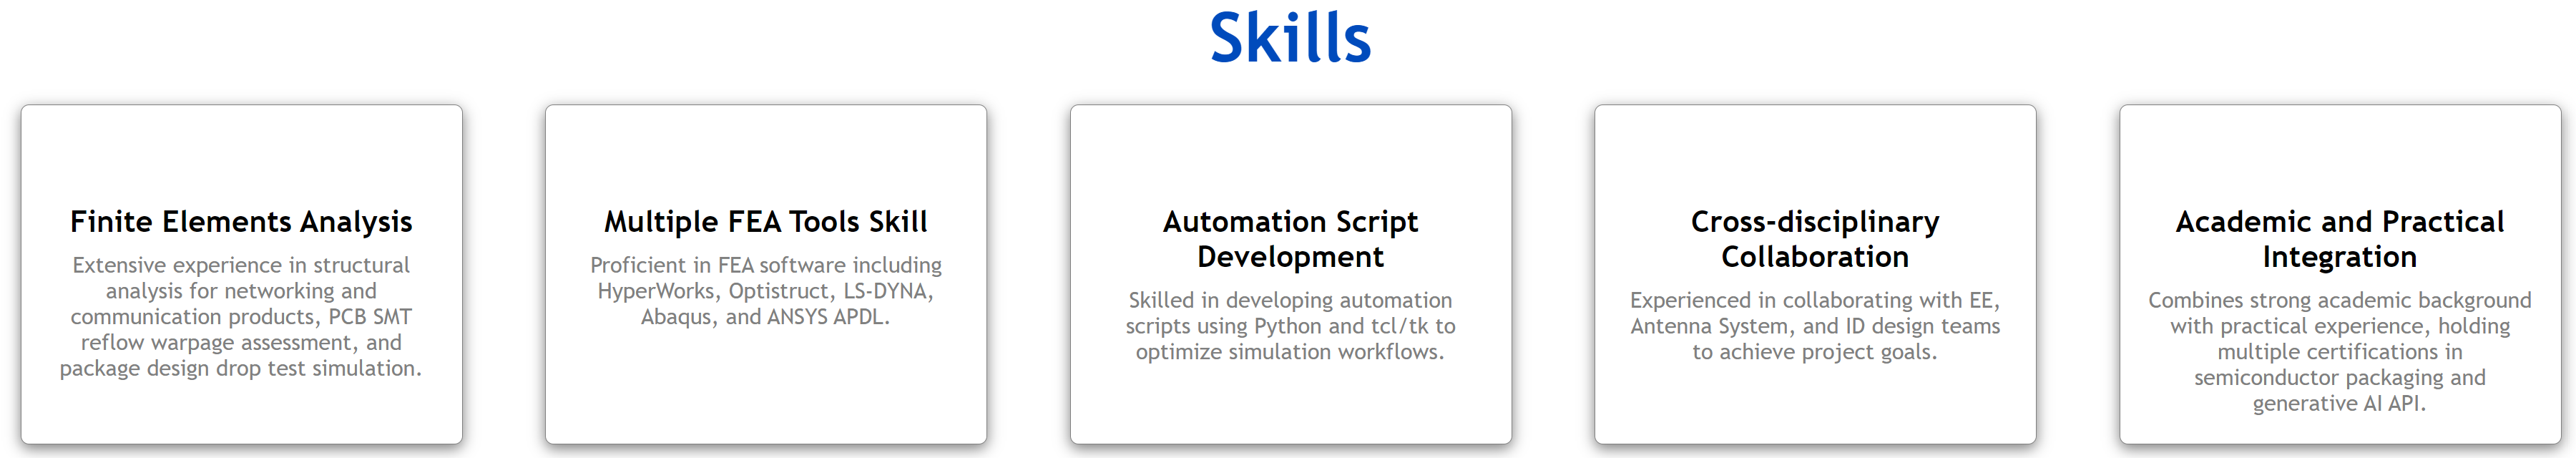 Skills
Finite Elements Analysis
Extensive experience in structural
analysis for networking and
communication products, PCB SMT
reflow warpage assessment, and
package design drop test simulation.
Multiple FEA Tools Skill
Proficient in FEA software including
HyperWorks, Optistruct, LS-DYNA,
Abaqus, and ANSYS APDL.
Automation Script
Development
Skilled in developing automation
scripts using Python and tcl/tk to
optimize simulation workflows.
Cross-disciplinary
Collaboration
Experienced in collaborating with EE,
Antenna System, and ID design teams
to achieve project goals.
Academic and Practical
Integration
Combines strong academic background
with practical experience, holding
multiple certifications in
semiconductor packaging and
generative AI API.